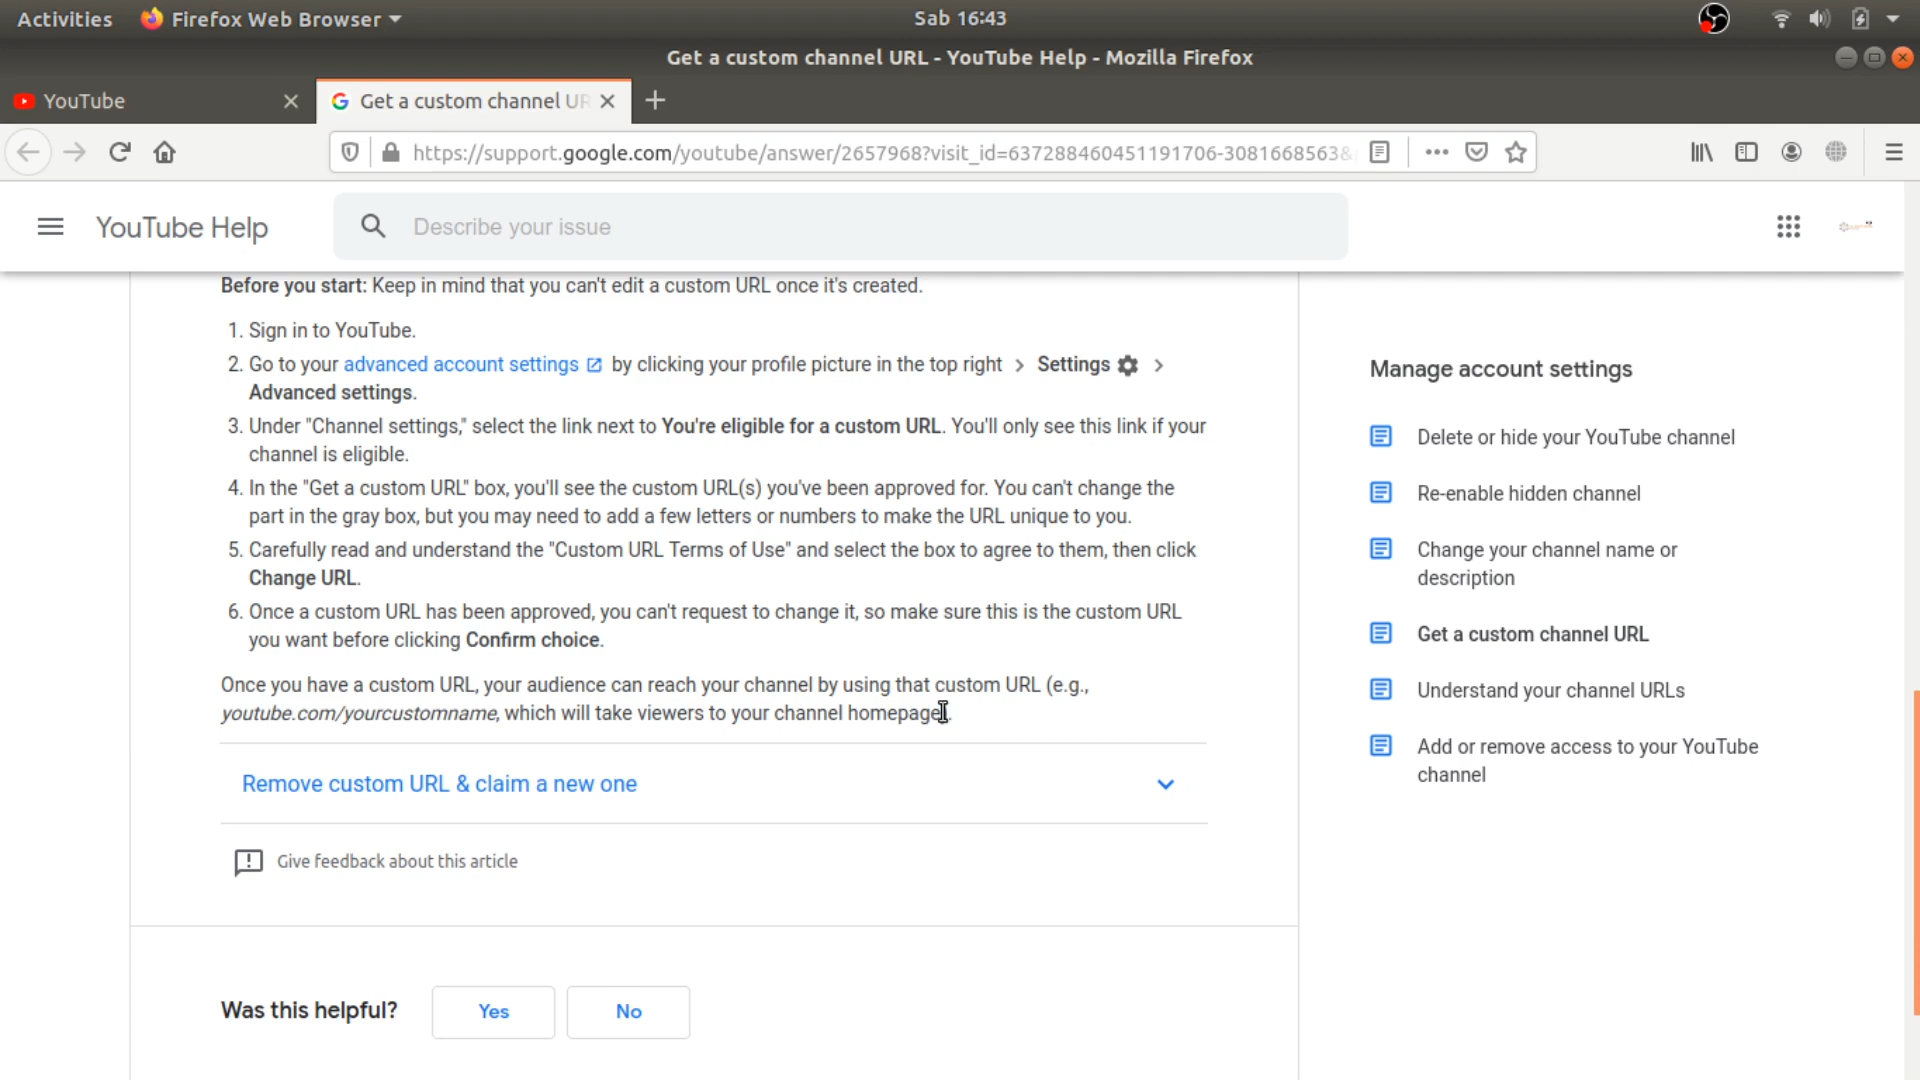 Activities Firefox Web Browser Sab 16:43
Get a custom channel URL - YouTube Help - Mozilla Firefox
YouTube Get a custom channel UR
https://support.google.com/youtube/answer/2657968?visit_id=637288460451191706-3081668563&
YouTube Help Describe your issue
Before you start: Keep in mind that you can't edit a custom URL once it's created.
1. Sign in to YouTube.
2. Go to your advanced account settings by clicking your profile picture in the top right > Settings >
Advanced settings.
3. Under "Channel settings," select the link next to You're eligible for a custom URL. You'll only see this link if your
channel is eligible.
4. In the "Get a custom URL" box, you'll see the custom URL(s) you've been approved for. You can't change the
part in the gray box, but you may need to add a few letters or numbers to make the URL unique to you.
5. Carefully read and understand the "Custom URL Terms of Use" and select the box to agree to them, then click
Change URL.
6. Once a custom URL has been approved, you can't request to change it, so make sure this is the custom URL
you want before clicking Confirm choice.
Once you have a custom URL, your audience can reach your channel by using that custom URL (e.g.,
youtube.com/yourcustomname, which will take viewers to your channel homepage).
Remove custom URL & claim a new one
Give feedback about this article
Was this helpful? Yes No
Manage account settings
Delete or hide your YouTube channel
Re-enable hidden channel
Change your channel name or
description
Get a custom channel URL
Understand your channel URLs
Add or remove access to your YouTube
channel